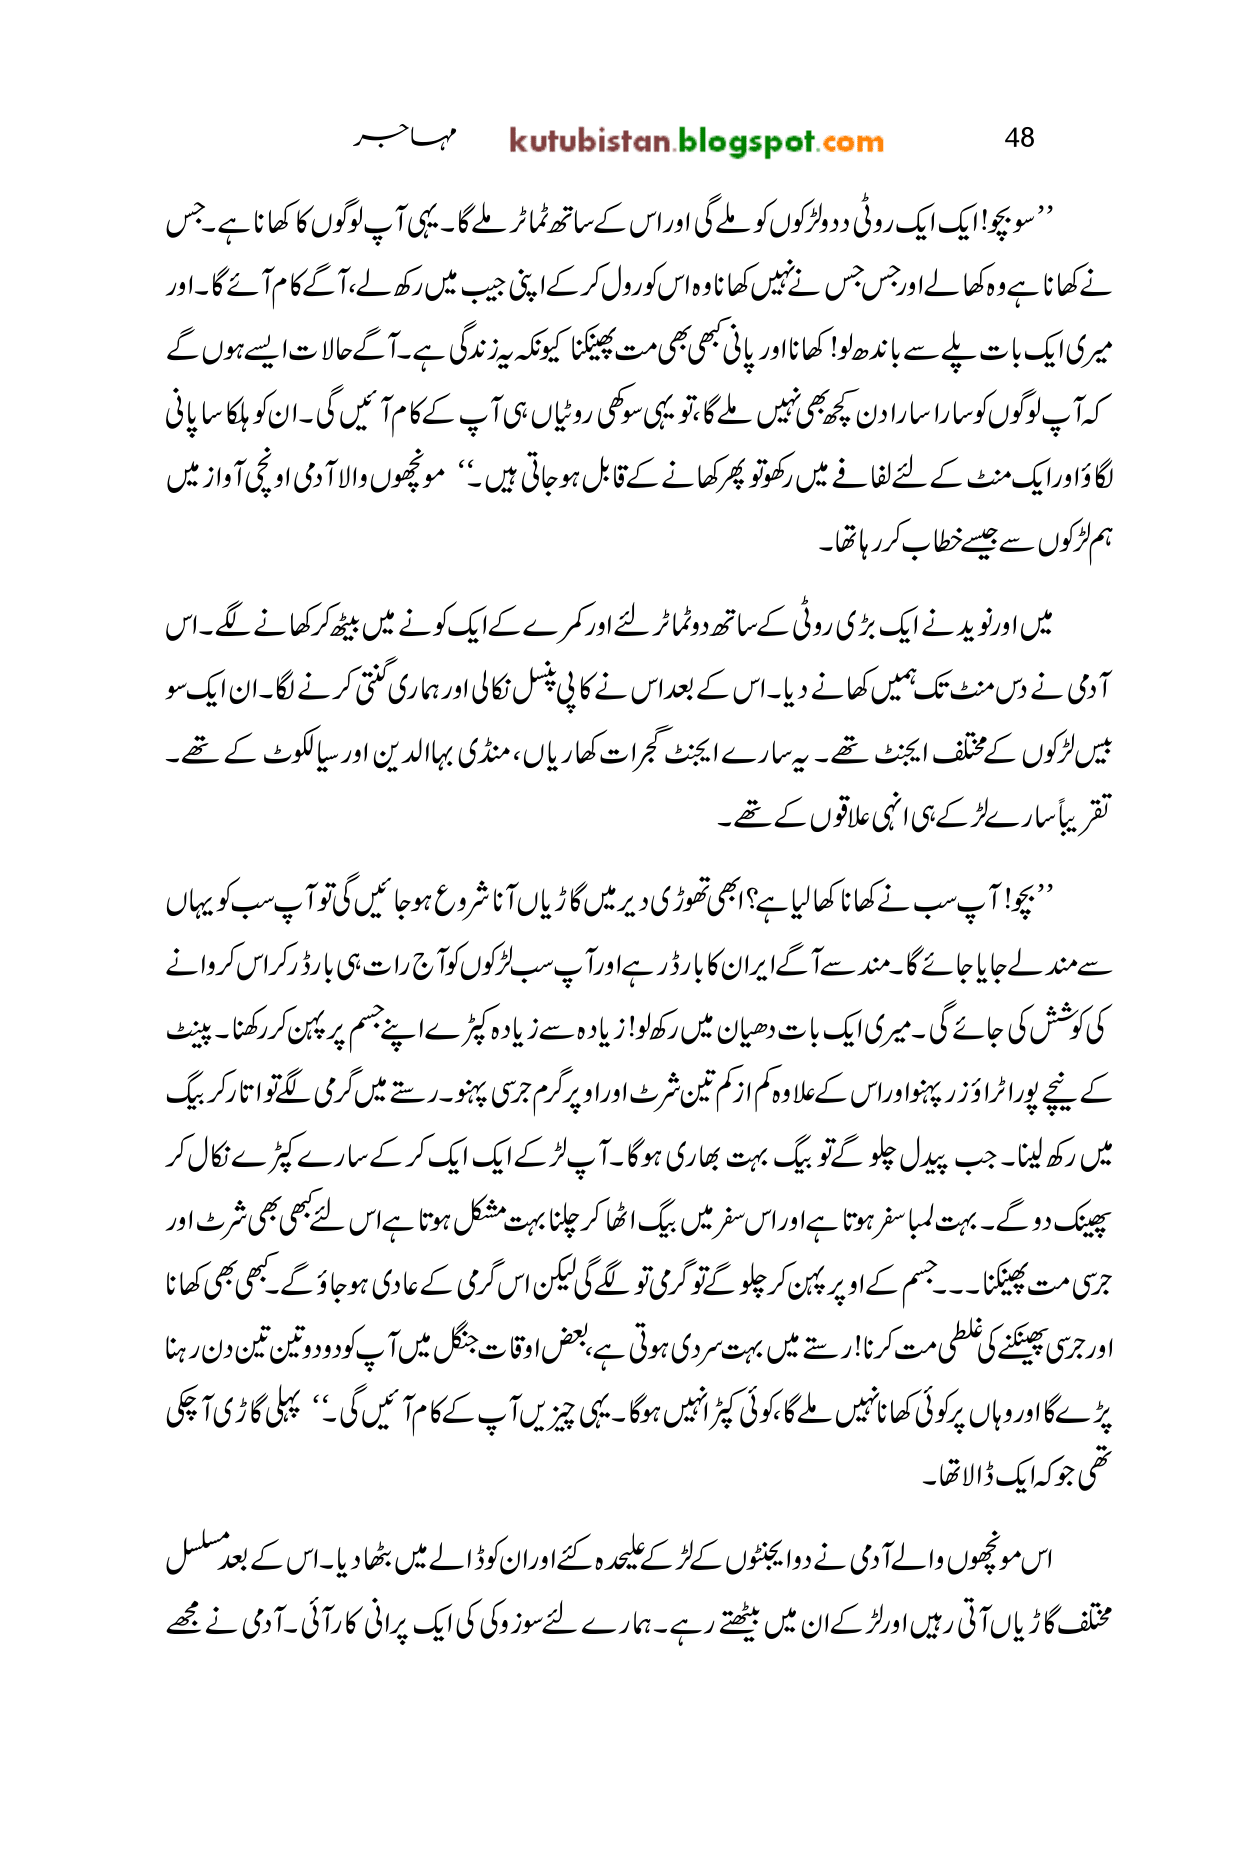 48 kutubistan.blogspot.com مہاجر
’’سو بچو! ایک ایک روٹی دو دو لڑکوں کو ملے گی اور اس کے ساتھ ٹماٹر ملے گا۔ یہی آپ لوگوں کا کھانا ہے۔ جس
نے کھانا ہے وہ کھا لے اور جس جس نے نہیں کھانا وہ اس کو رول کر کے اپنی جیب میں رکھ لے، آگے کام آئے گا۔ اور
میری ایک بات پلے سے باندھ لو! کھانا اور پانی کبھی بھی مت پھینکنا کیونکہ یہ زندگی ہے۔ آگے حالات ایسے ہوں گے
کہ آپ لوگوں کو سارا سارا دن کچھ بھی نہیں ملے گا، تو یہی سوکھی روٹیاں ہی آپ کے کام آئیں گی۔ ان کو ہلکا سا پانی
لگاؤ اور ایک منٹ کے لئے لفافے میں رکھو تو پھر کھانے کے قابل ہو جاتی ہیں۔‘‘ مونچھوں والا آدمی اونچی آواز میں
ہم لڑکوں سے جیسے خطاب کر رہا تھا۔
میں اور نوید نے ایک بڑی روٹی کے ساتھ دو ٹماٹر لئے اور کمرے کے ایک کونے میں بیٹھ کر کھانے لگے۔ اس
آدمی نے دس منٹ تک ہمیں کھانے دیا۔ اس کے بعد اس نے کاپی پنسل نکالی اور ہماری گنتی کرنے لگا۔ ان ایک سو
بیس لڑکوں کے مختلف ایجنٹ تھے۔ یہ سارے ایجنٹ گجرات کھاریاں، منڈی بہاالدین اور سیالکوٹ کے تھے۔
تقریباً سارے لڑکے ہی انہی علاقوں کے تھے۔
’’بچو! آپ سب نے کھانا کھا لیا ہے؟ ابھی تھوڑی دیر میں گاڑیاں آنا شروع ہو جائیں گی تو آپ سب کو یہاں
سے مند لے جایا جائے گا۔ مند سے آگے ایران کا بارڈر ہے اور آپ سب لڑکوں کو آج رات ہی بارڈر کراس کروانے
کی کوشش کی جائے گی۔ میری ایک بات دھیان میں رکھ لو! زیادہ سے زیادہ کپڑے اپنے جسم پر پہن کر رکھنا۔ پینٹ
کے نیچے پورا ٹراؤزر پہنو اور اس کے علاوہ کم از کم تین شرٹ اور اوپر گرم جرسی پہنو۔ رستے میں گرمی لگے تو اتار کر بیگ
میں رکھ لینا۔ جب پیدل چلو گے تو بیگ بہت بھاری ہو گا۔ آپ لڑکے ایک ایک کر کے سارے کپڑے نکال کر
پھینک دو گے۔ بہت لمبا سفر ہوتا ہے اور اس سفر میں بیگ اٹھا کر چلنا بہت مشکل ہوتا ہے اس لئے کبھی بھی شرٹ اور
جرسی مت پھینکنا۔۔۔ جسم کے اوپر پہن کر چلو گے تو گرمی تو لگے گی لیکن اس گرمی کے عادی ہو جاؤ گے۔ کبھی بھی کھانا
اور جرسی پھینکنے کی غلطی مت کرنا! رستے میں بہت سردی ہوتی ہے، بعض اوقات جنگل میں آپ کو دو دو تین تین دن رہنا
پڑے گا اور وہاں پر کوئی کھانا نہیں ملے گا، کوئی کپڑا نہیں ہوگا۔ یہی چیزیں آپ کے کام آئیں گی۔‘‘ پہلی گاڑی آ چکی
تھی جو کہ ایک ڈالا تھا۔
اس مونچھوں والے آدمی نے دو ایجنٹوں کے لڑکے علیحدہ کئے اور ان کو ڈالے میں بٹھا دیا۔ اس کے بعد مسلسل
مختلف گاڑیاں آتی رہیں اور لڑکے ان میں بیٹھتے رہے۔ ہمارے لئے سوزوکی کی ایک پرانی کار آئی۔ آدمی نے مجھے